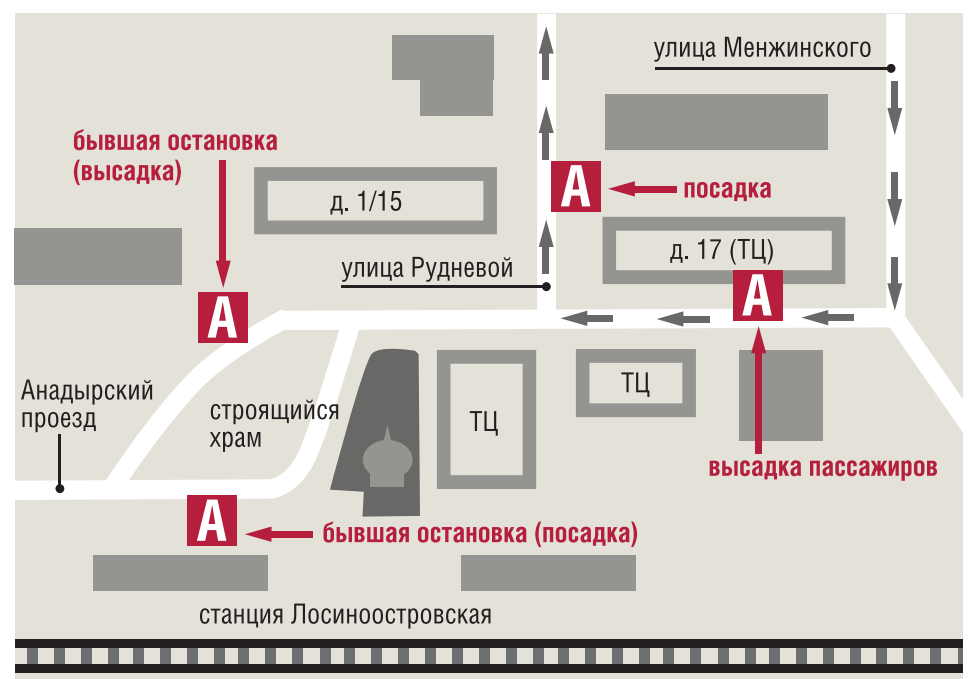 улица Менжинского
бывшая остановка
(высадка)
А
посадка
д. 1/15
д. 17 (ТЦ)
улица Рудневой
А
А
Анадырский
проезд
строящийся
храм
ТЦ
ТЦ
высадка пассажиров
А
бывшая остановка (посадка)
станция Лосиноостровская